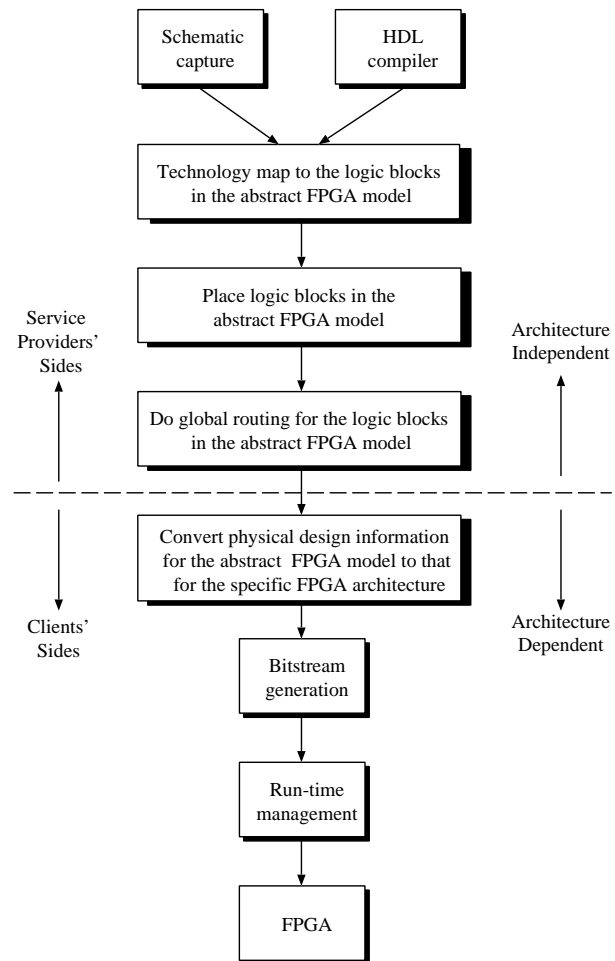 Schematic
capture
HDL
compiler
Technology map to the logic blocks
in the abstract FPGA model
Place logic blocks in the
abstract FPGA model
Service
Providers'
Sides
Architecture
Independent
Do global routing for the logic blocks
in the abstract FPGA model
Convert physical design information
for the abstract FPGA model to that
for the specific FPGA architecture
Clients'
Sides
Architecture
Dependent
Bitstream
generation
Run-time
management
FPGA